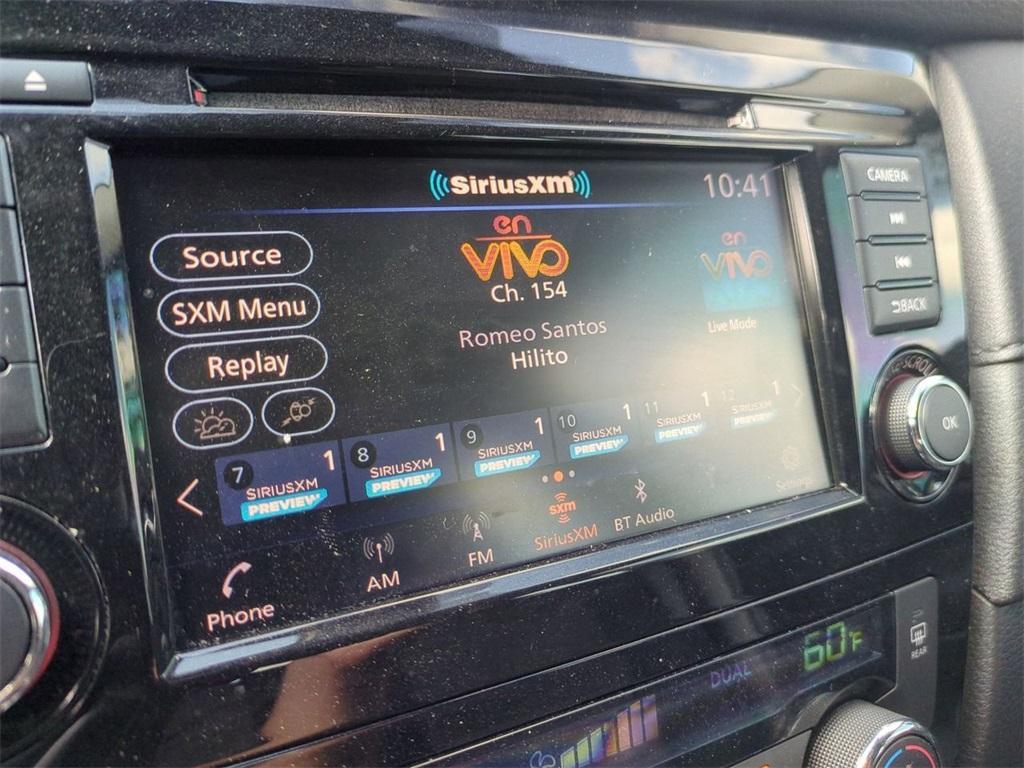 SiriusXM
10:41
CAMERA
Source
en
VIVO
Ch. 154
en
VIVO
SXM Menu
Live Mode
BACK
Romeo Santos
Hilito
Replay
SCROLL
OK
7 1
SIRIUSXM
PREVIEW
8 1
SIRIUSXM
PREVIEW
9 1
SIRIUSXM
PREVIEW
10 1
SIRIUSXM
PREVIEW
11 1
SIRIUSXM
PREVIEW
12 1
SIRIUSXM
PREVIEW
Phone
AM
FM
sxm
SiriusXM
BT Audio
Settings
60°F
DUAL
REAR